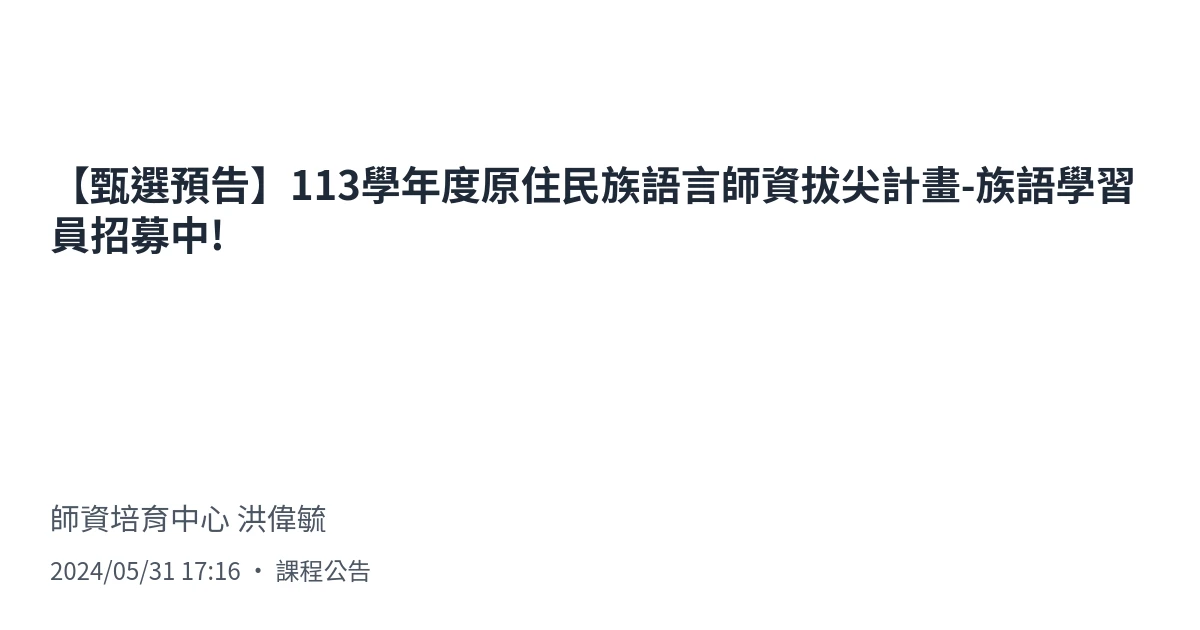 【甄選預告】113學年度原住民族語言師資拔尖計畫-族語學習
員招募中!
師資培育中心 洪偉毓
2024/05/31 17:16 ・ 課程公告